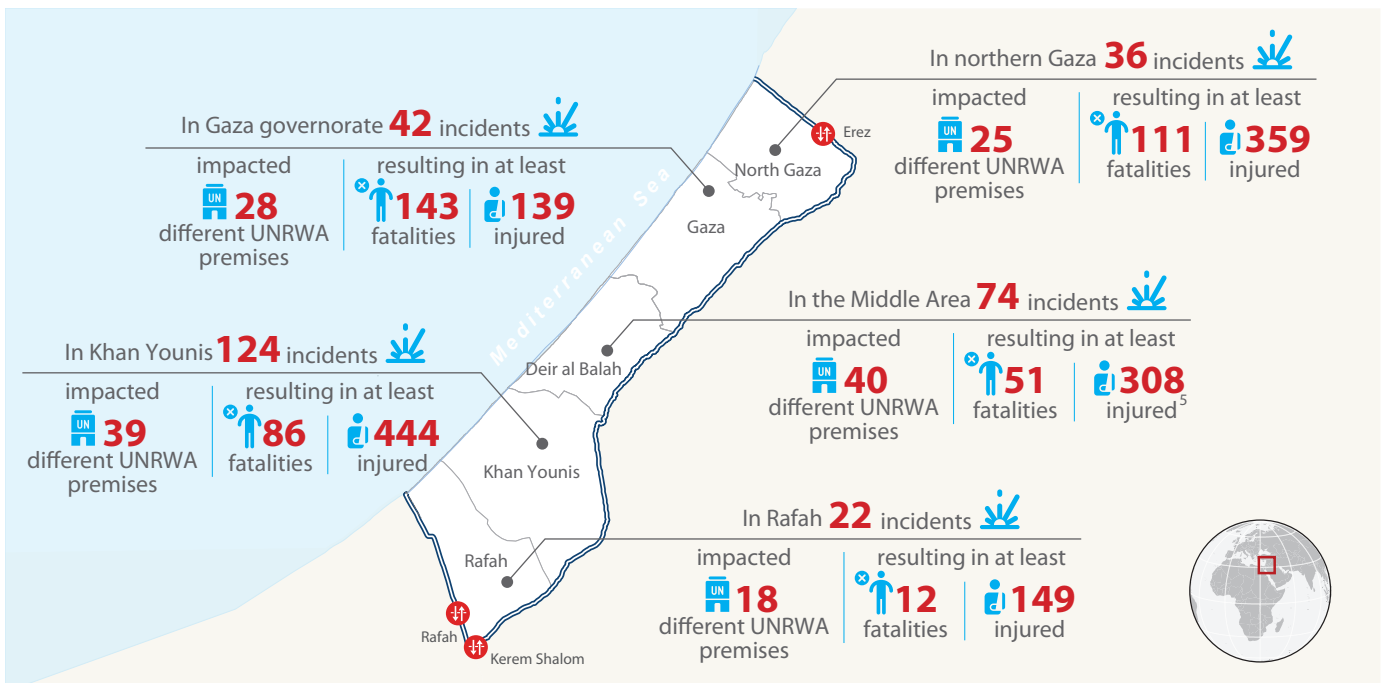 In northern Gaza 36 incidents
impacted
resulting in at least
UN
25
111
359
different UNRWA
premises
fatalities
injured
In Gaza governorate 42 incidents
impacted
resulting in at least
UN
28
143
139
different UNRWA
premises
fatalities
injured
Erez
North Gaza
Gaza
Mediterranean Sea
In the Middle Area 74 incidents
impacted
resulting in at least
UN
40
51
308
different UNRWA
premises
fatalities
injured5
In Khan Younis 124 incidents
impacted
resulting in at least
UN
39
86
444
different UNRWA
premises
fatalities
injured
Deir al Balah
Khan Younis
In Rafah 22 incidents
impacted
resulting in at least
UN
18
12
149
different UNRWA
premises
fatalities
injured
Rafah
Rafah
Kerem Shalom